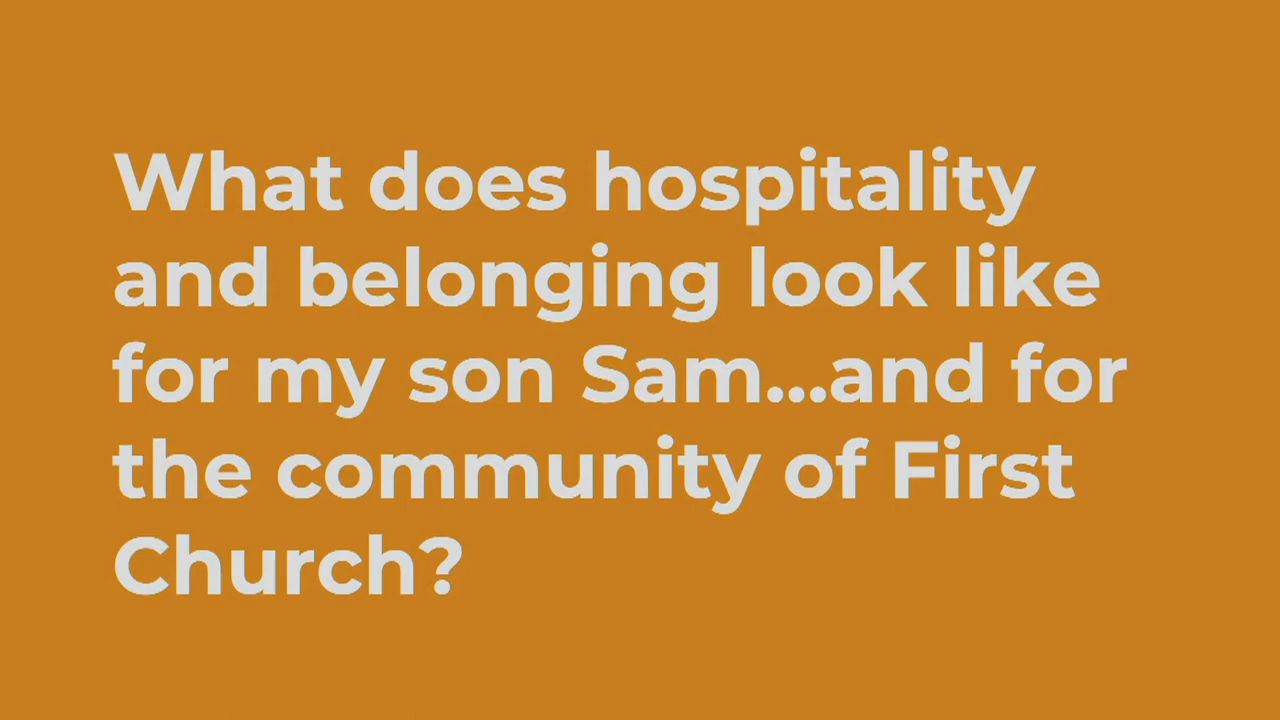 What does hospitality
and belonging look like
for my son Sam...and for
the community of First
Church?